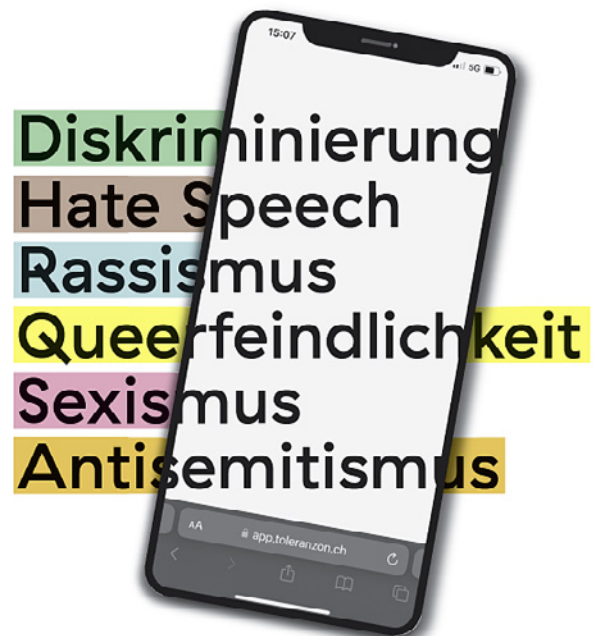 15:07
5G
Diskriminierung
Hate Speech
Rassismus
Queerfeindlichkeit
Sexismus
Antisemitismus
AA
app.toleranzon.ch